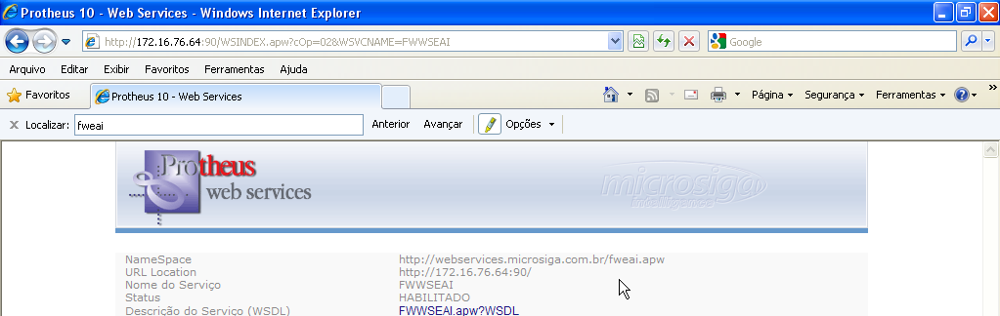 Protheus 10 - Web Services - Windows Internet Explorer
http://172.16.76.64:90/WSINDEX.apw?cOp=02&WSVCNAME=FWWSEAI
Google
Arquivo Editar Exibir Favoritos Ferramentas Ajuda
Favoritos Protheus 10 - Web Services Página Segurança Ferramentas
Localizar: fweai Anterior Avançar Opções
Protheus
web services
microsiga
intelligence
NameSpace http://webservices.microsiga.com.br/fweai.apw
URL Location http://172.16.76.64:90/
Nome do Serviço FWWSEAI
Status HABILITADO
Descrição do Serviço (WSDL) FWWSEAI.apw?WSDL